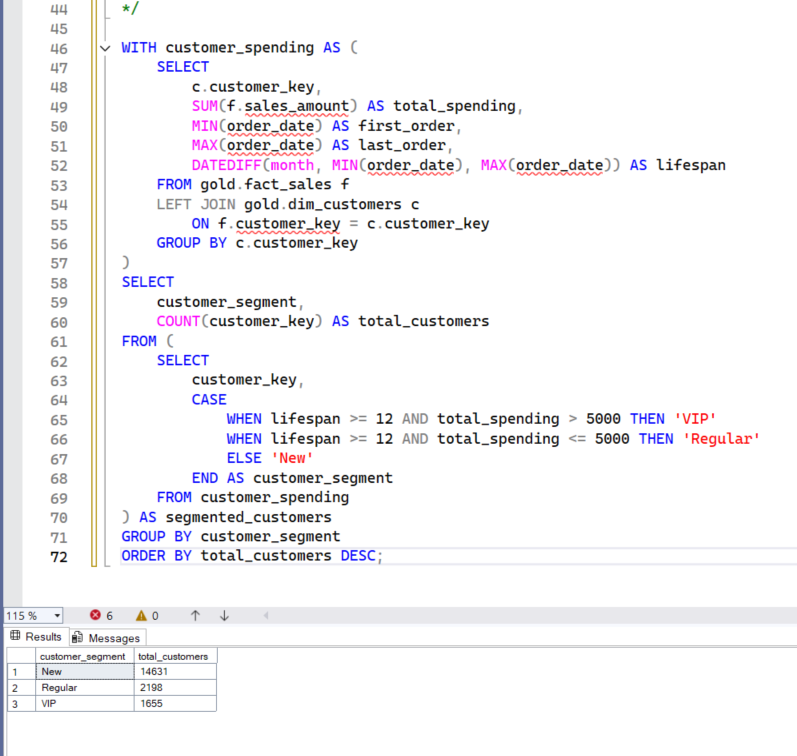 44 */
45
46 WITH customer_spending AS (
47 SELECT
48 c.customer_key,
49 SUM(f.sales_amount) AS total_spending,
50 MIN(order_date) AS first_order,
51 MAX(order_date) AS last_order,
52 DATEDIFF(month, MIN(order_date), MAX(order_date)) AS lifespan
53 FROM gold.fact_sales f
54 LEFT JOIN gold.dim_customers c
55 ON f.customer_key = c.customer_key
56 GROUP BY c.customer_key
57 )
58 SELECT
59 customer_segment,
60 COUNT(customer_key) AS total_customers
61 FROM (
62 SELECT
63 customer_key,
64 CASE
65 WHEN lifespan >= 12 AND total_spending > 5000 THEN 'VIP'
66 WHEN lifespan >= 12 AND total_spending <= 5000 THEN 'Regular'
67 ELSE 'New'
68 END AS customer_segment
69 FROM customer_spending
70 ) AS segmented_customers
71 GROUP BY customer_segment
72 ORDER BY total_customers DESC;
115 % 6 0
Results Messages
customer_segment total_customers
1 New 14631
2 Regular 2198
3 VIP 1655